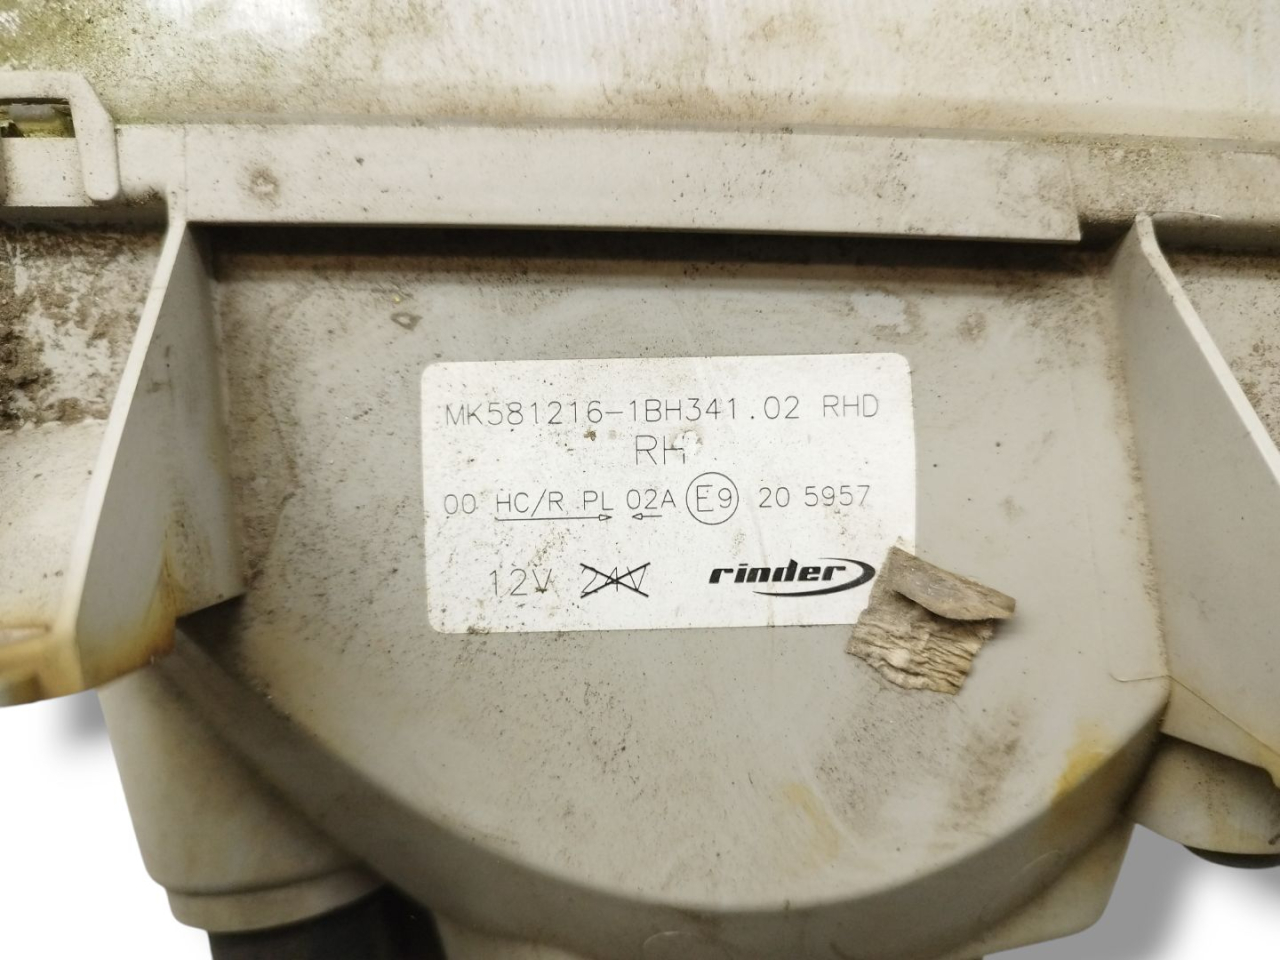 MK581216-1BH341.02 RHD
RH
00 HC/R PL 02A E9 20 5957
12V 24V rinder